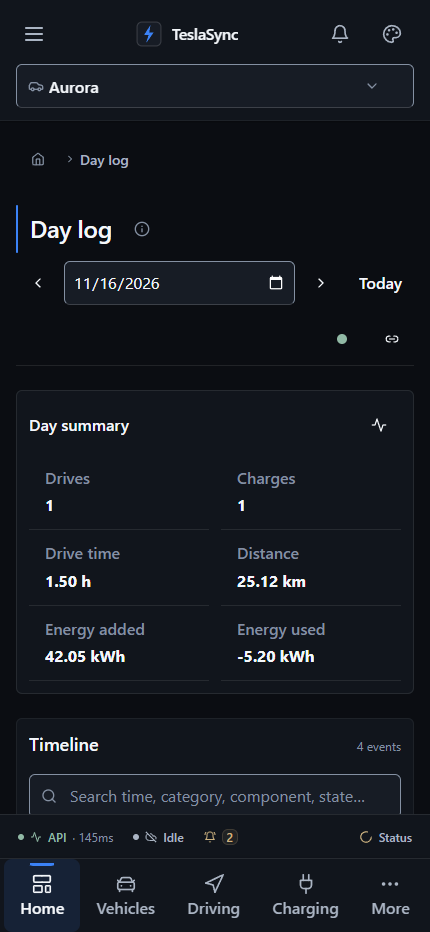 TeslaSync
Aurora
Day log
Day log
11/16/2026
Today
Day summary
Drives
Charges
1
1
Drive time
Distance
1.50 h
25.12 km
Energy added
Energy used
42.05 kWh
-5.20 kWh
Timeline
4 events
Search time, category, component, state...
API · 145ms
Idle
2
Status
Home
Vehicles
Driving
Charging
More